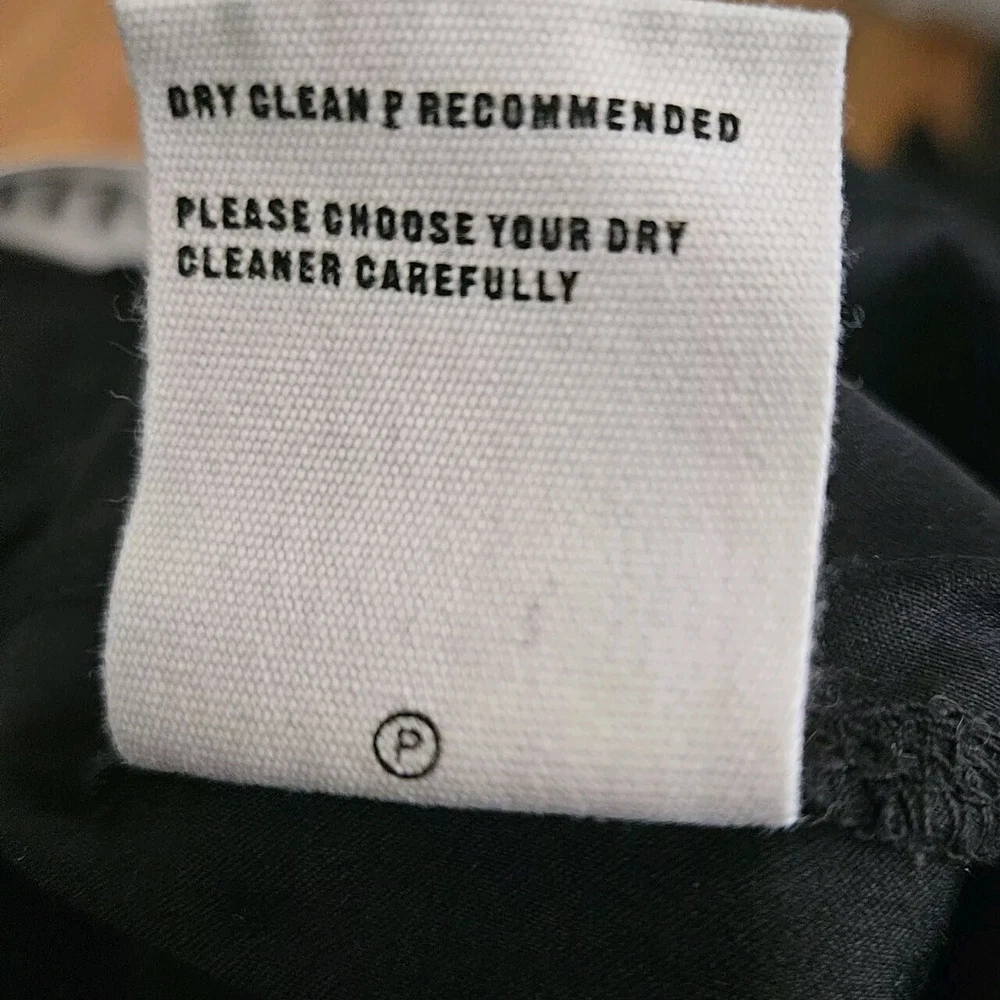 DRY CLEAN P RECOMMENDED
PLEASE CHOOSE YOUR DRY
CLEANER CAREFULLY
P